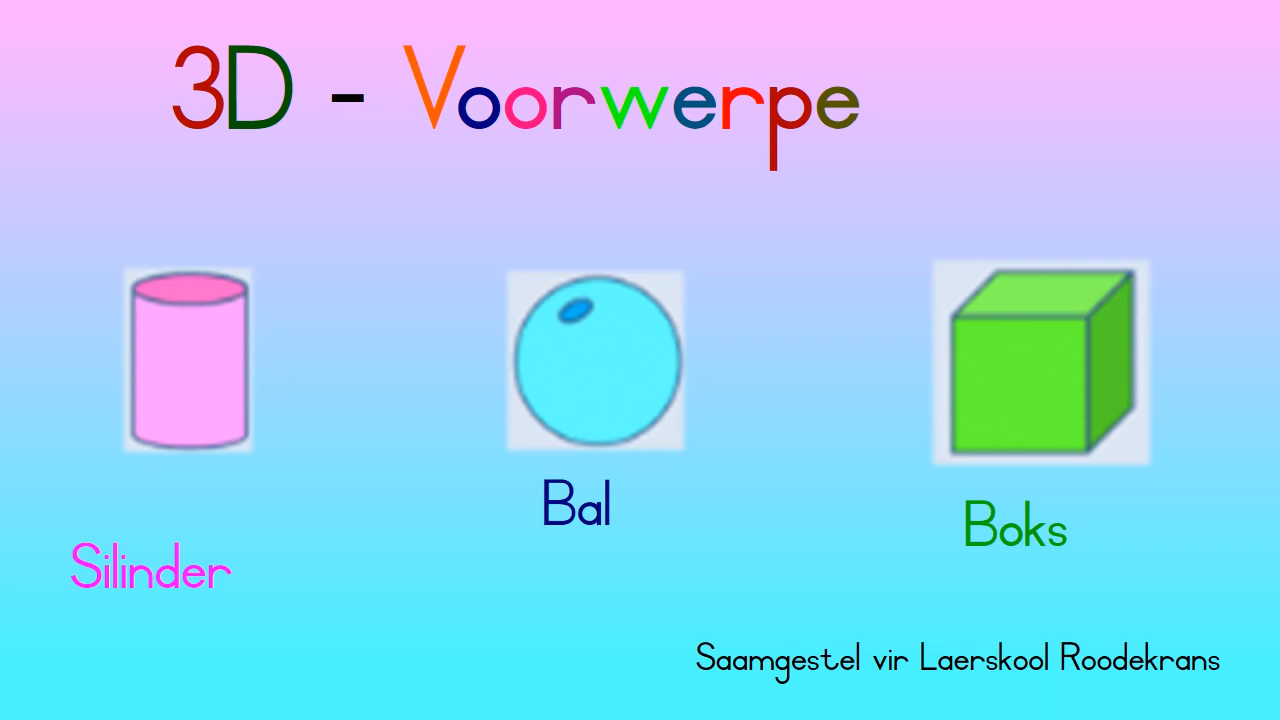 3D - Voorwerpe
Silinder
Bal
Boks
Saamgestel vir Laerskool Roodekrans